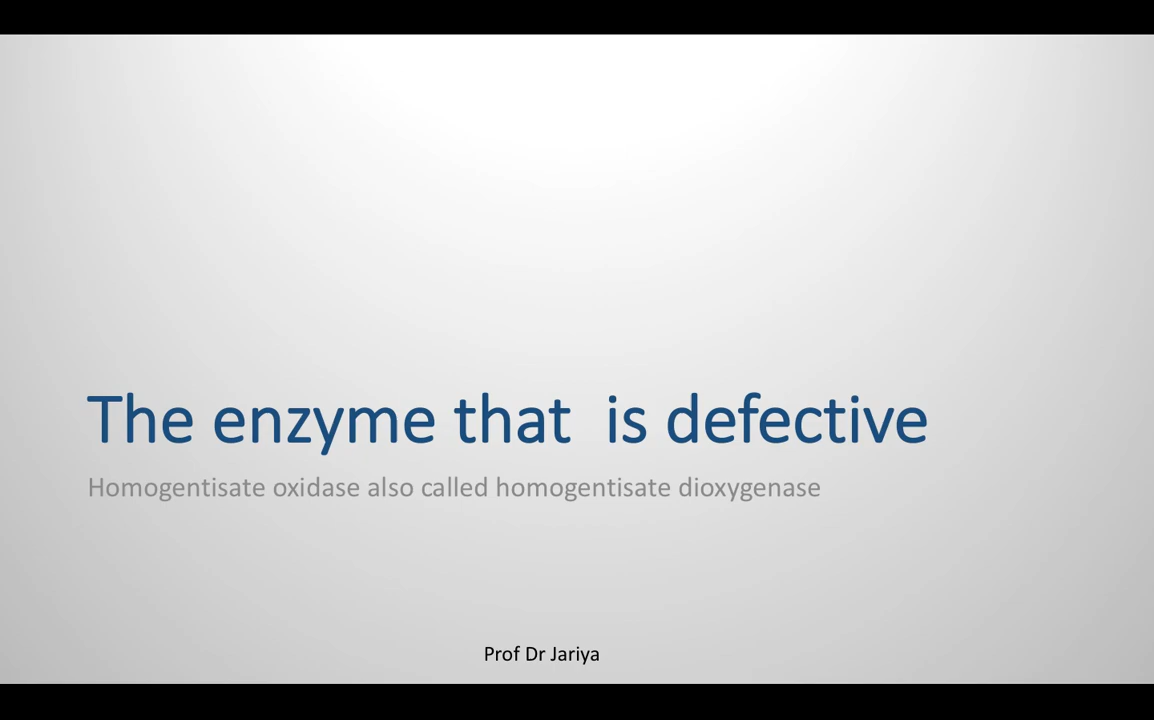 The enzyme that  is defective
Homogentisate oxidase also called homogentisate dioxygenase
Prof Dr Jariya